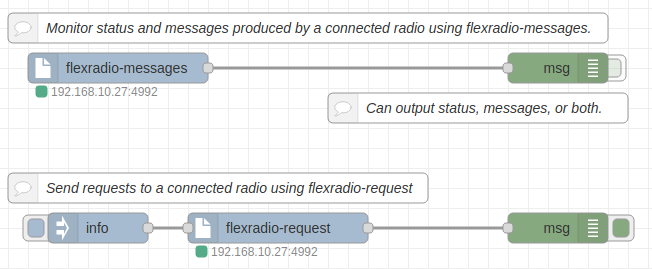 Monitor status and messages produced by a connected radio using flexradio-messages.
flexradio-messages
msg
192.168.10.27:4992
Can output status, messages, or both.
Send requests to a connected radio using flexradio-request
info
flexradio-request
msg
192.168.10.27:4992